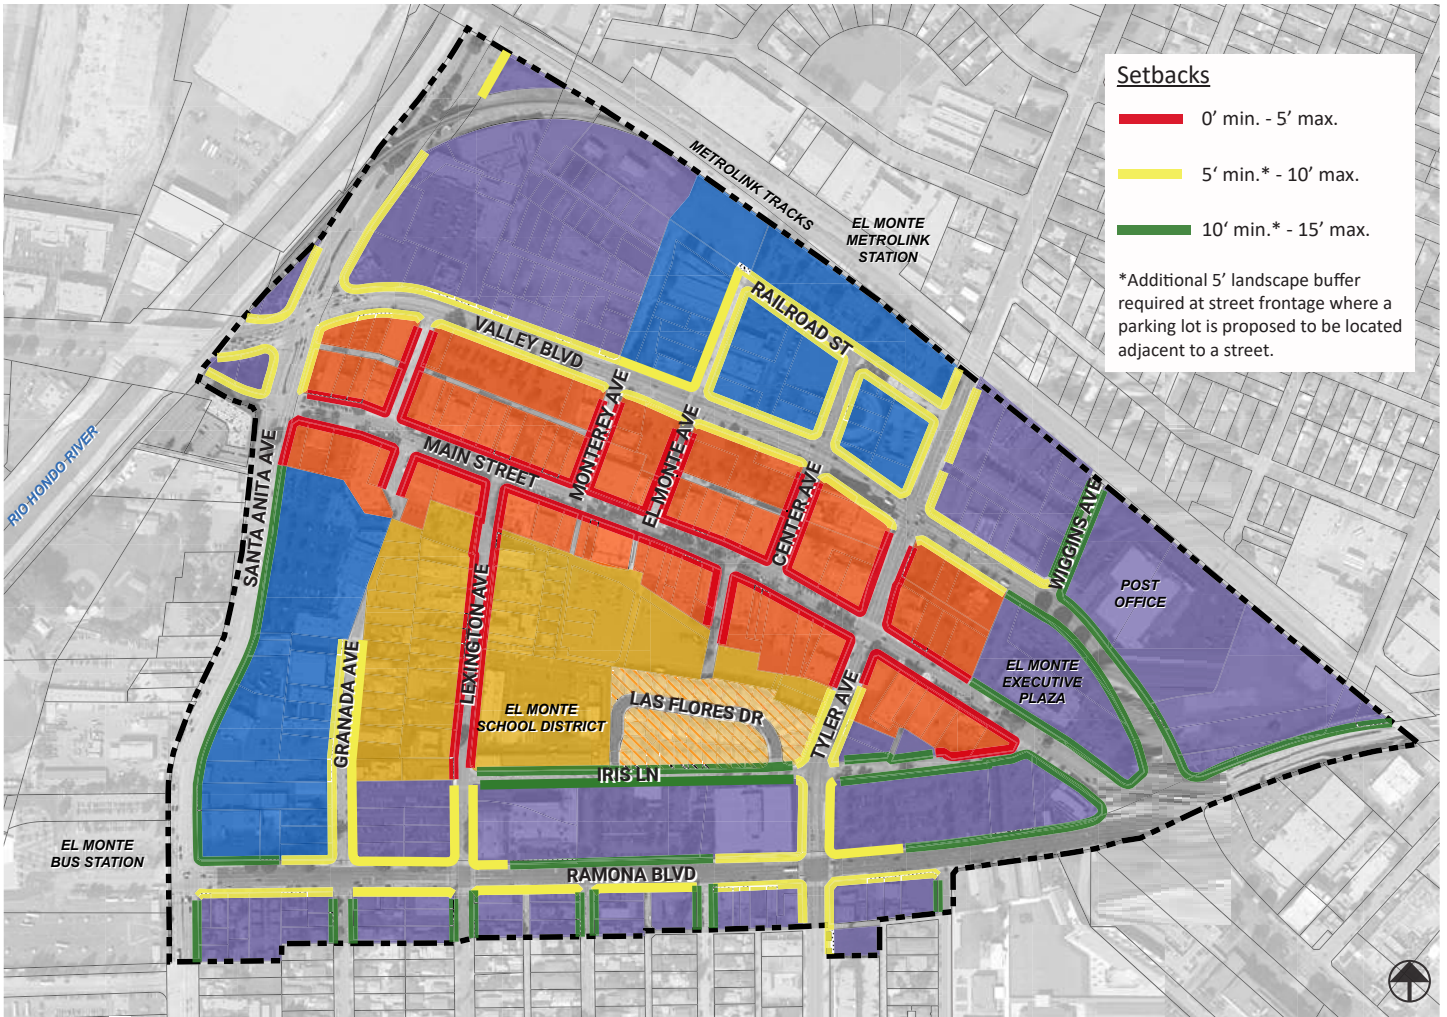 Setbacks
0’ min. - 5’ max.
5‘ min.* - 10’ max.
10‘ min.* - 15’ max.
*Additional 5’ landscape buffer
required at street frontage where a
parking lot is proposed to be located
adjacent to a street.
METROLINK TRACKS
EL MONTE
METROLINK
STATION
RAILROAD ST
VALLEY BLVD
MONTEREY AVE
EL MONTE AVE
CENTER AVE
MAIN STREET
RIO HONDO RIVER
SANTA ANITA AVE
WIGGINS AVE
POST
OFFICE
LEXINGTON AVE
GRANADA AVE
EL MONTE
EXECUTIVE
PLAZA
EL MONTE
SCHOOL DISTRICT
LAS FLORES DR
TYLER AVE
IRIS LN
EL MONTE
BUS STATION
RAMONA BLVD